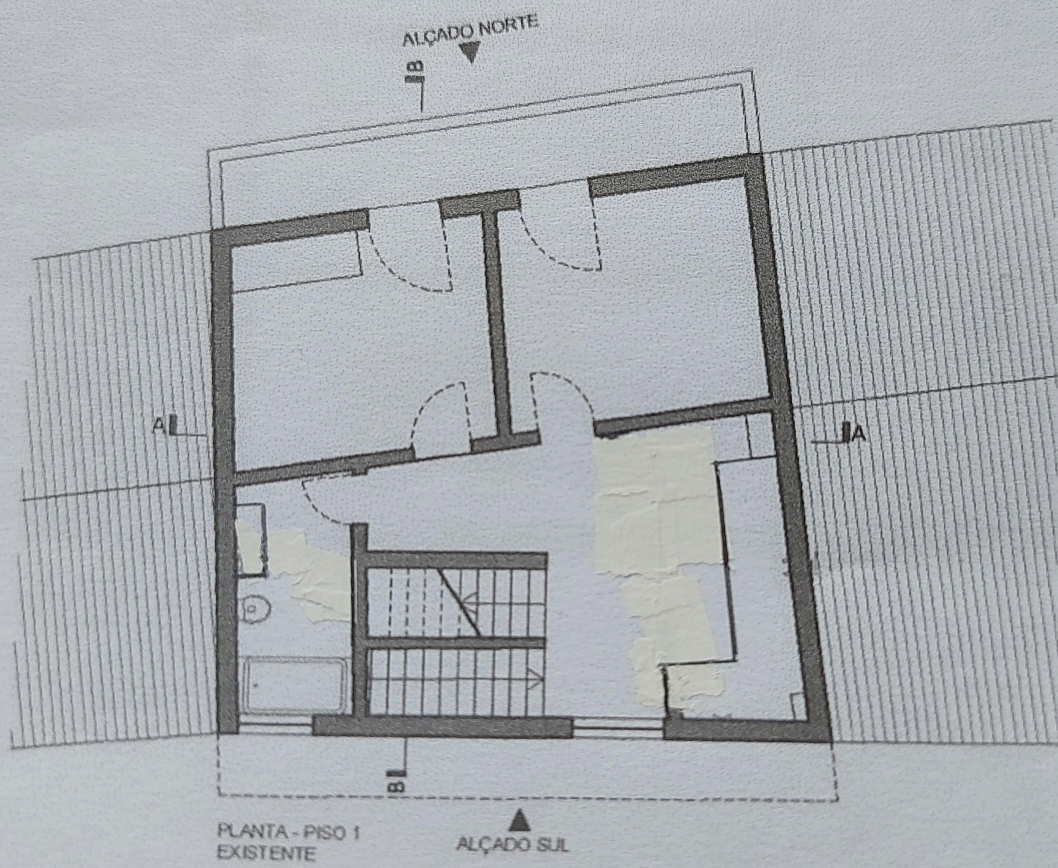 ALÇADO NORTE
B
A
A
B
PLANTA - PISO 1
EXISTENTE
ALÇADO SUL